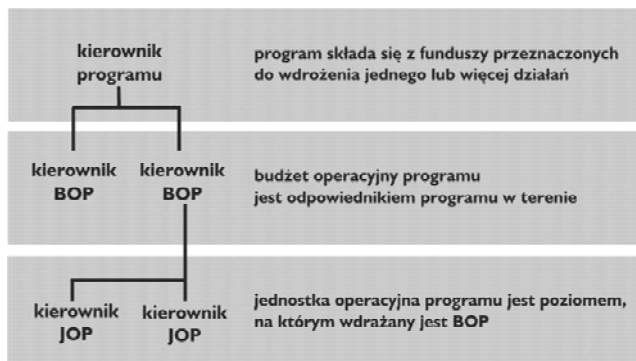 kierownik
programu
program składa się z funduszy przeznaczonych
do wdrożenia jednego lub więcej działań
kierownik
BOP
kierownik
BOP
budżet operacyjny programu
jest odpowiednikiem programu w terenie
kierownik
JOP
kierownik
JOP
jednostka operacyjna programu jest poziomem,
na którym wdrażany jest BOP